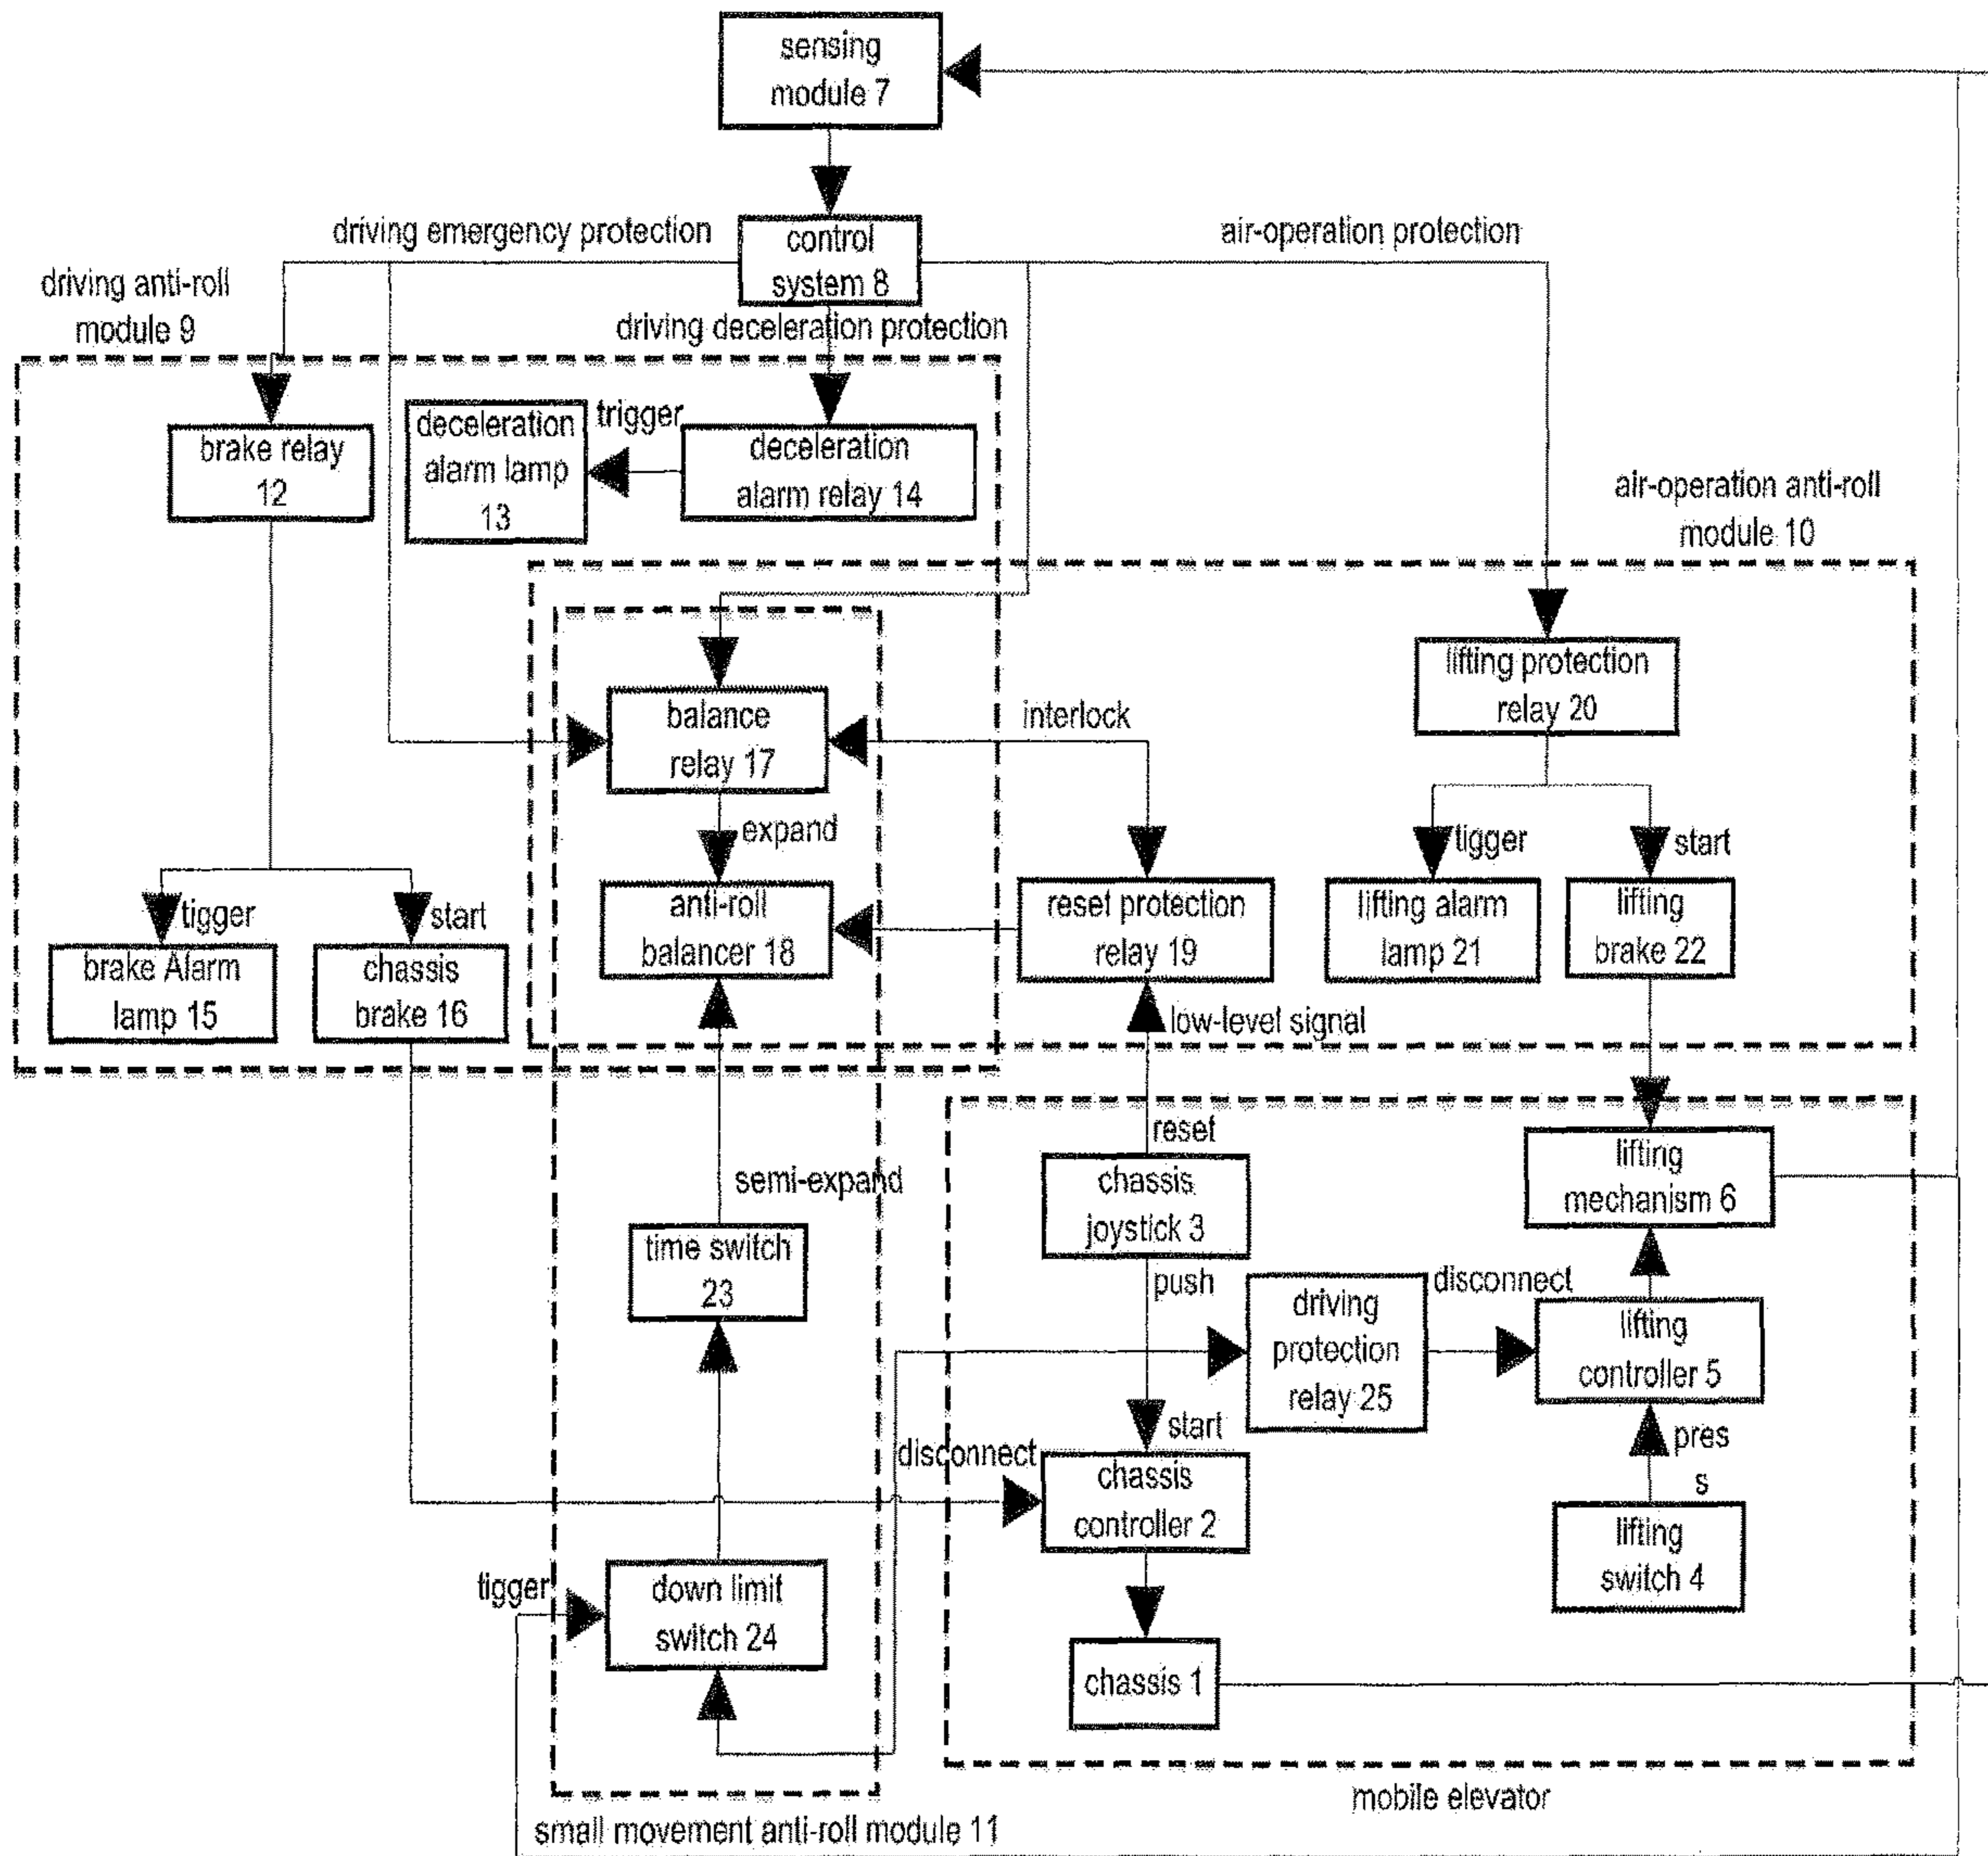 sensing
module 7
driving emergency protection
control
system 8
air-operation protection
driving anti-roll
module 9
driving deceleration protection
brake relay
12
deceleration
alarm lamp
13
trigger
deceleration
alarm relay 14
air-operation anti-roll
module 10
lifting protection
relay 20
balance
relay 17
interlock
expand
tigger
start
anti-roll
balancer 18
reset protection
relay 19
lifting alarm
lamp 21
lifting
brake 22
tigger
start
brake Alarm
lamp 15
chassis
brake 16
low-level signal
reset
semi-expand
chassis
joystick 3
lifting
mechanism 6
time switch
23
push
driving
protection
relay 25
disconnect
lifting
controller 5
start
disconnect
chassis
controller 2
pres
s
lifting
switch 4
tigger
down limit
switch 24
chassis 1
mobile elevator
small movement anti-roll module 11